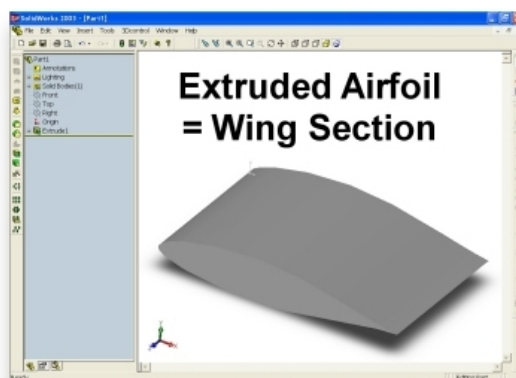 SolidWorks 2003 - [Part1]
File Edit View Insert Tools 3Dcontrol Window Help
Part1
Annotations
Lighting
Solid Bodies(1)
Front
Top
Right
Origin
Extrude1
Extruded Airfoil
= Wing Section